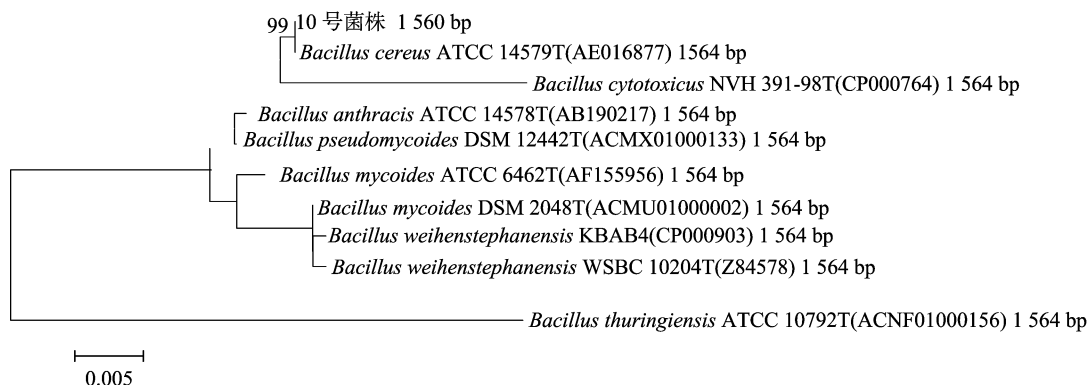 99
10 号菌株 1 560 bp
Bacillus cereus ATCC 14579T(AE016877) 1564 bp
Bacillus cytotoxicus NVH 391-98T(CP000764) 1 564 bp
Bacillus anthracis ATCC 14578T(AB190217) 1 564 bp
Bacillus pseudomycoides DSM 12442T(ACMX01000133) 1 564 bp
Bacillus mycoides ATCC 6462T(AF155956) 1 564 bp
Bacillus mycoides DSM 2048T(ACMU01000002) 1 564 bp
Bacillus weihenstephanensis KBAB4(CP000903) 1 564 bp
Bacillus weihenstephanensis WSBC 10204T(Z84578) 1 564 bp
Bacillus thuringiensis ATCC 10792T(ACNF01000156) 1 564 bp
0.005